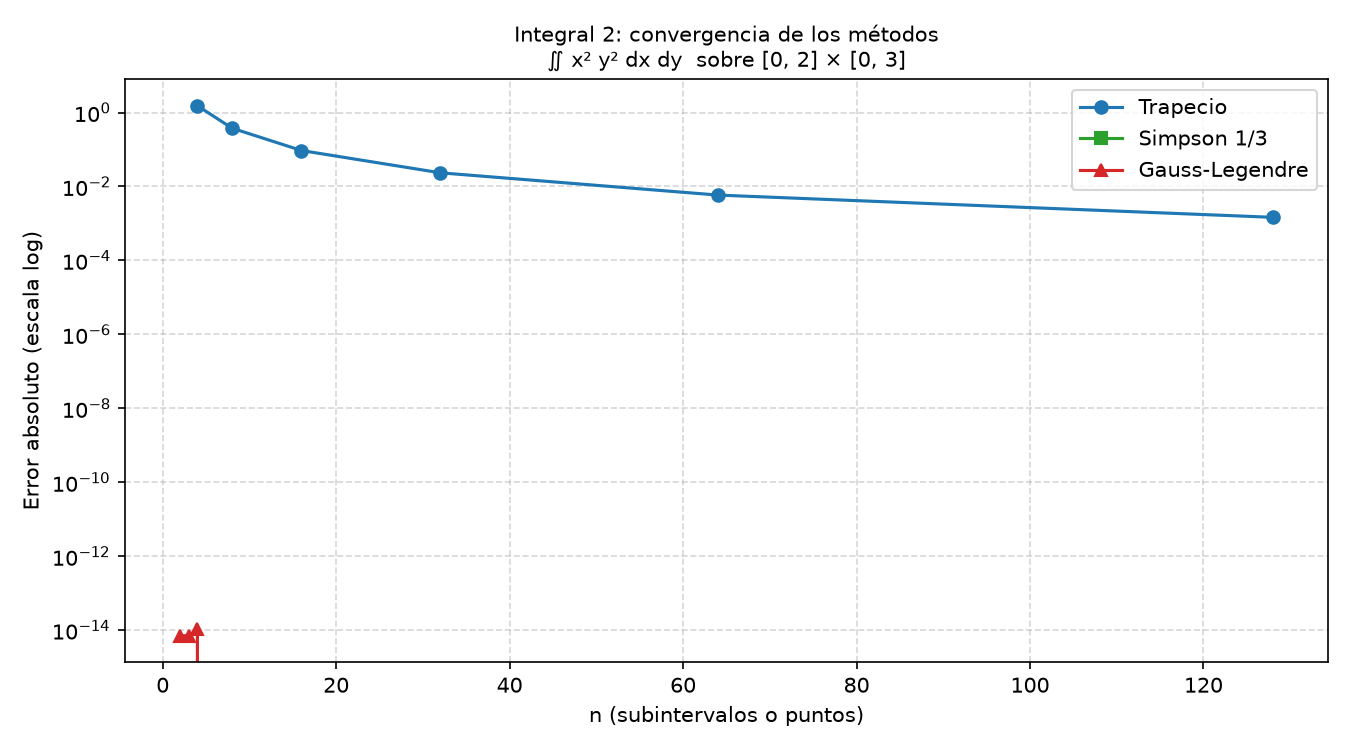 Integral 2: convergencia de los métodos
∬ x² y² dx dy sobre [0, 2] × [0, 3]
Trapecio
Simpson 1/3
Gauss-Legendre
Error absoluto (escala log)
10⁰
10⁻²
10⁻⁴
10⁻⁶
10⁻⁸
10⁻¹⁰
10⁻¹²
10⁻¹⁴
0 20 40 60 80 100 120
n (subintervalos o puntos)